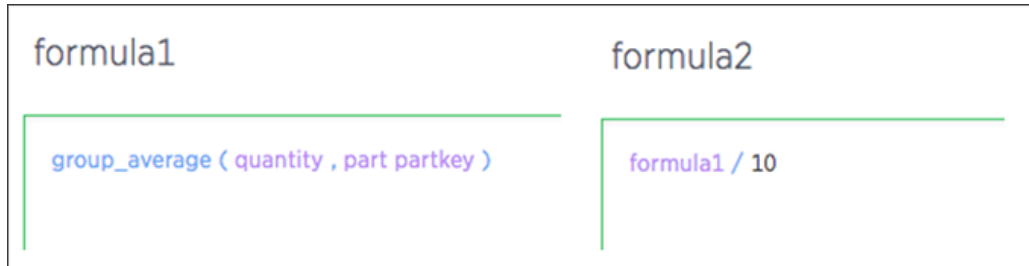 formula1
group_average ( quantity , part partkey )
formula2
formula1 / 10